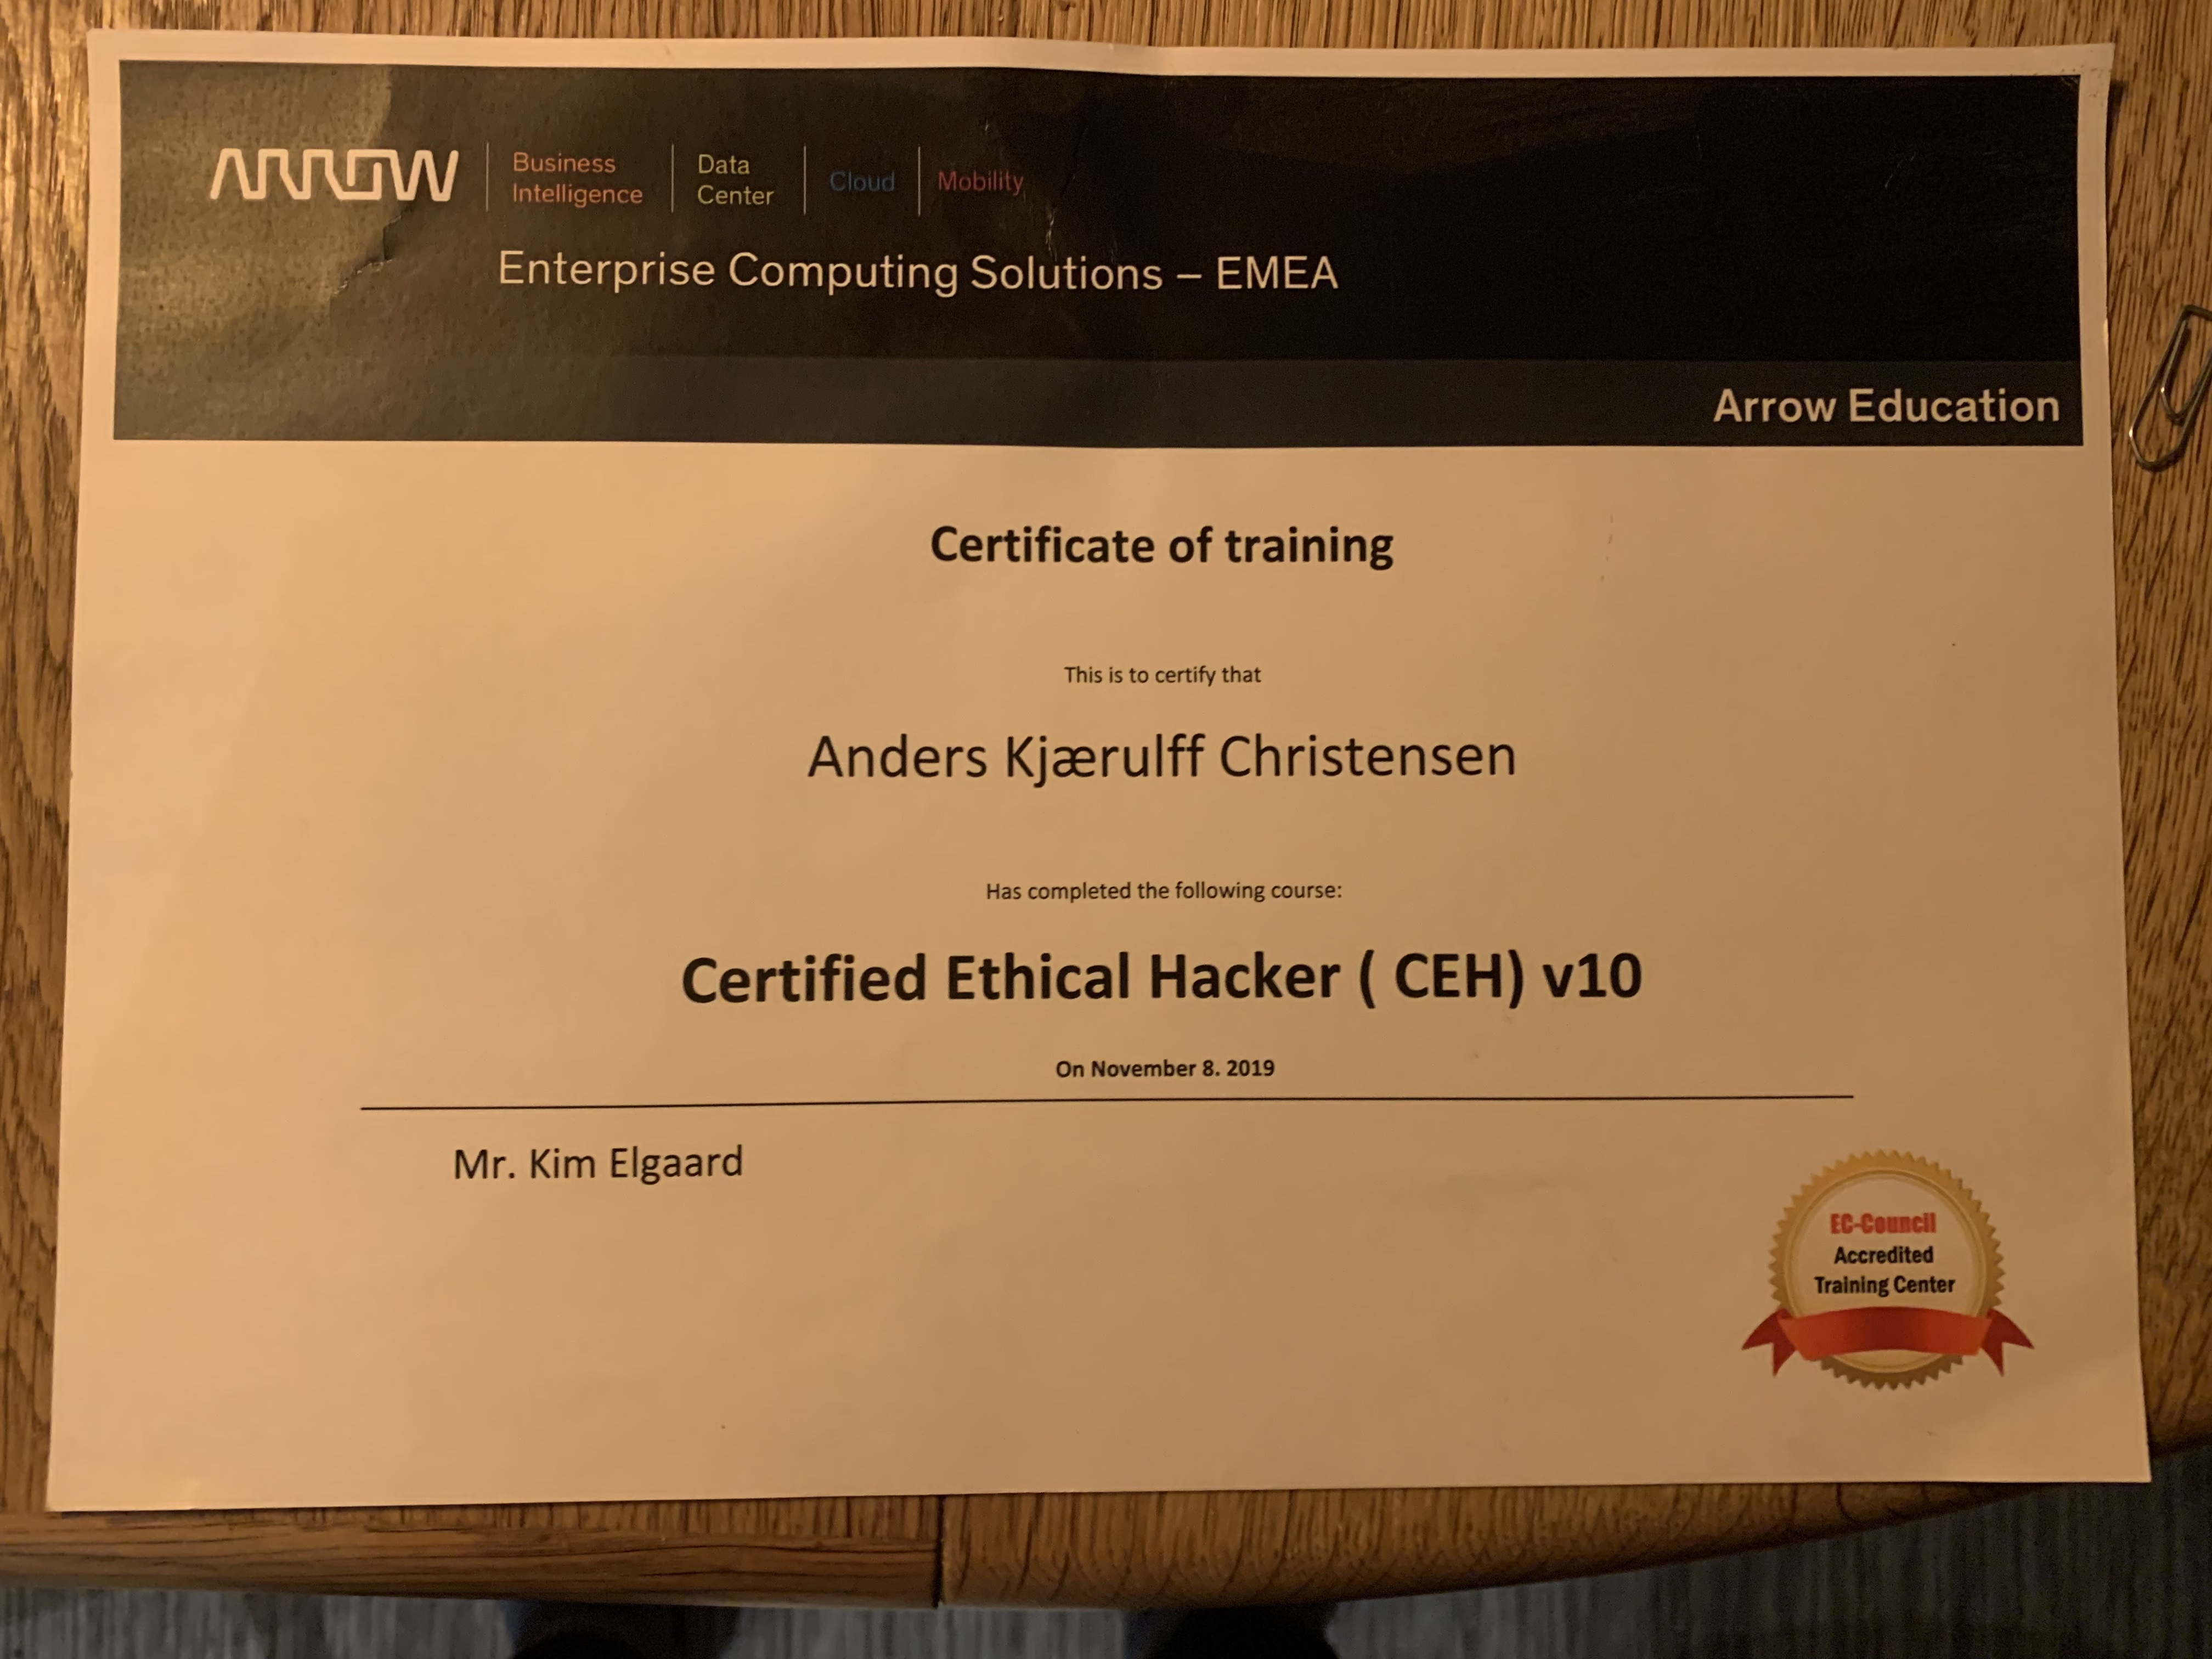 ARROW
Business
Intelligence
Data
Center
Cloud
Mobility
Enterprise Computing Solutions – EMEA
Arrow Education
Certificate of training
This is to certify that
Anders Kjærulff Christensen
Has completed the following course:
Certified Ethical Hacker ( CEH) v10
On November 8. 2019
Mr. Kim Elgaard
EC-Council
Accredited
Training Center